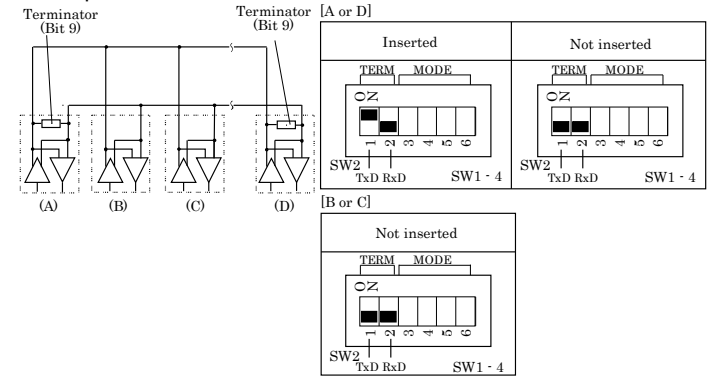 Terminator
(Bit 9)
Terminator
(Bit 9)
(A)
(B)
(C)
(D)
[A or D]
Inserted
Not inserted
TERM MODE
ON
1 2 3 4 5 6
SW2
TxD RxD
SW1 - 4
TERM MODE
ON
1 2 3 4 5 6
SW2
TxD RxD
SW1 - 4
[B or C]
Not inserted
TERM MODE
ON
1 2 3 4 5 6
SW2
TxD RxD
SW1 - 4